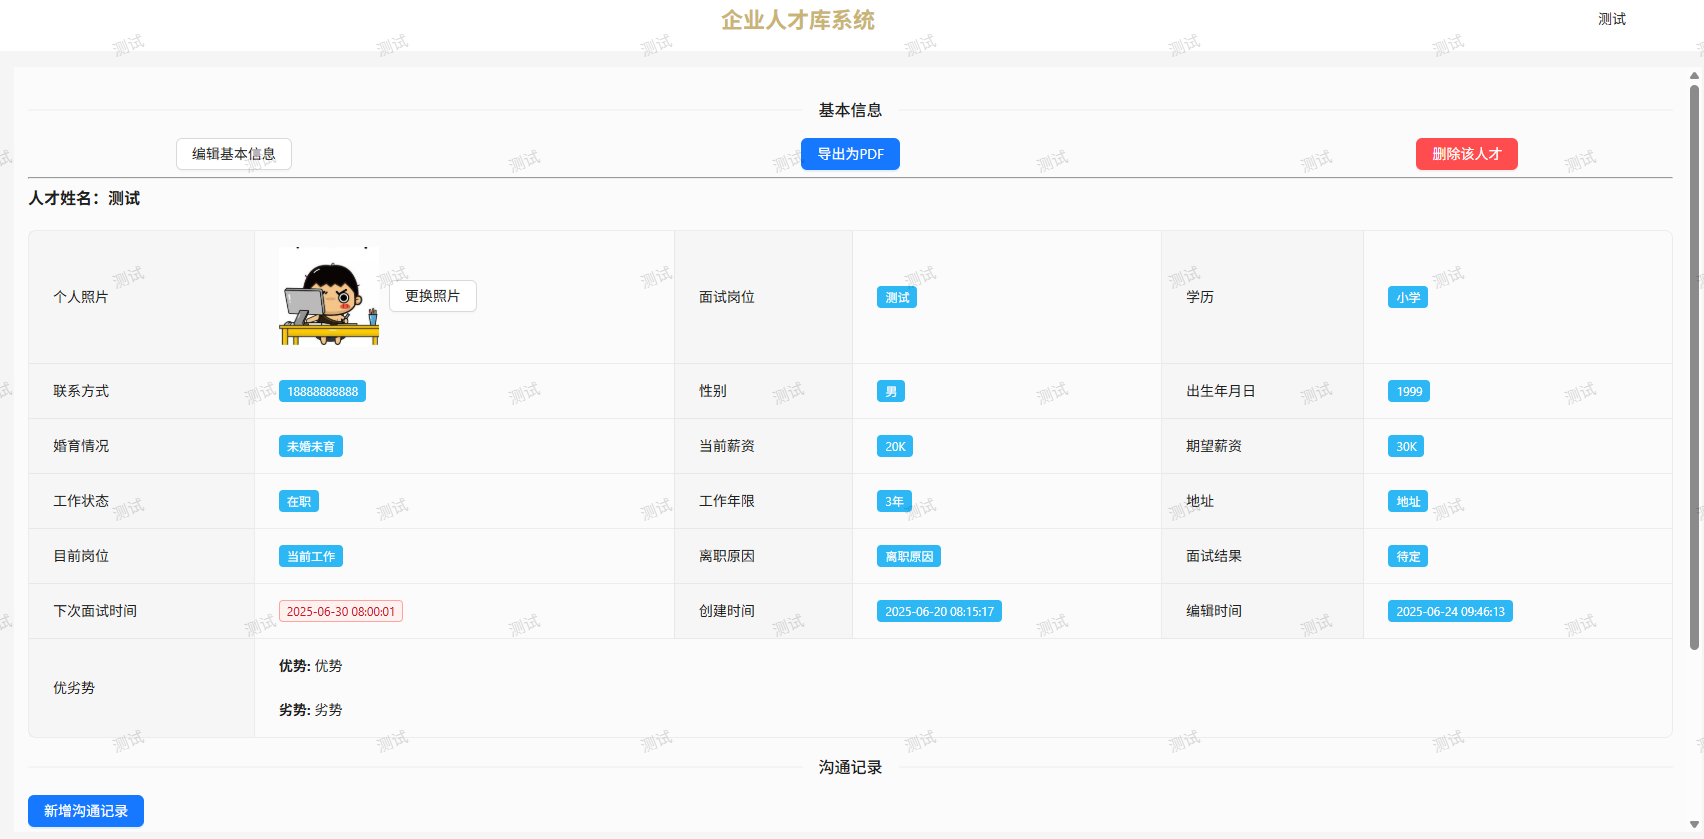 企业人才库系统
测试
基本信息
编辑基本信息 导出为PDF 删除该人才
人才姓名：测试
个人照片 更换照片 面试岗位 测试 学历 小学
联系方式 18888888888 性别 男 出生年月日 1999
婚育情况 未婚未育 当前薪资 20K 期望薪资 30K
工作状态 在职 工作年限 3年 地址 地址
目前岗位 当前工作 离职原因 离职原因 面试结果 待定
下次面试时间 2025-06-30 08:00:01 创建时间 2025-06-20 08:15:17 编辑时间 2025-06-24 09:46:13
优劣势
优势: 优势
劣势: 劣势
沟通记录
新增沟通记录